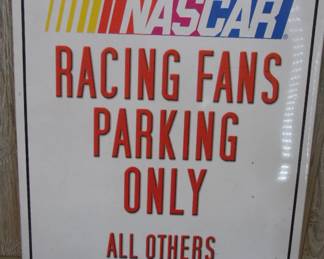 NASCAR
RACING FANS
PARKING
ONLY
ALL OTHERS